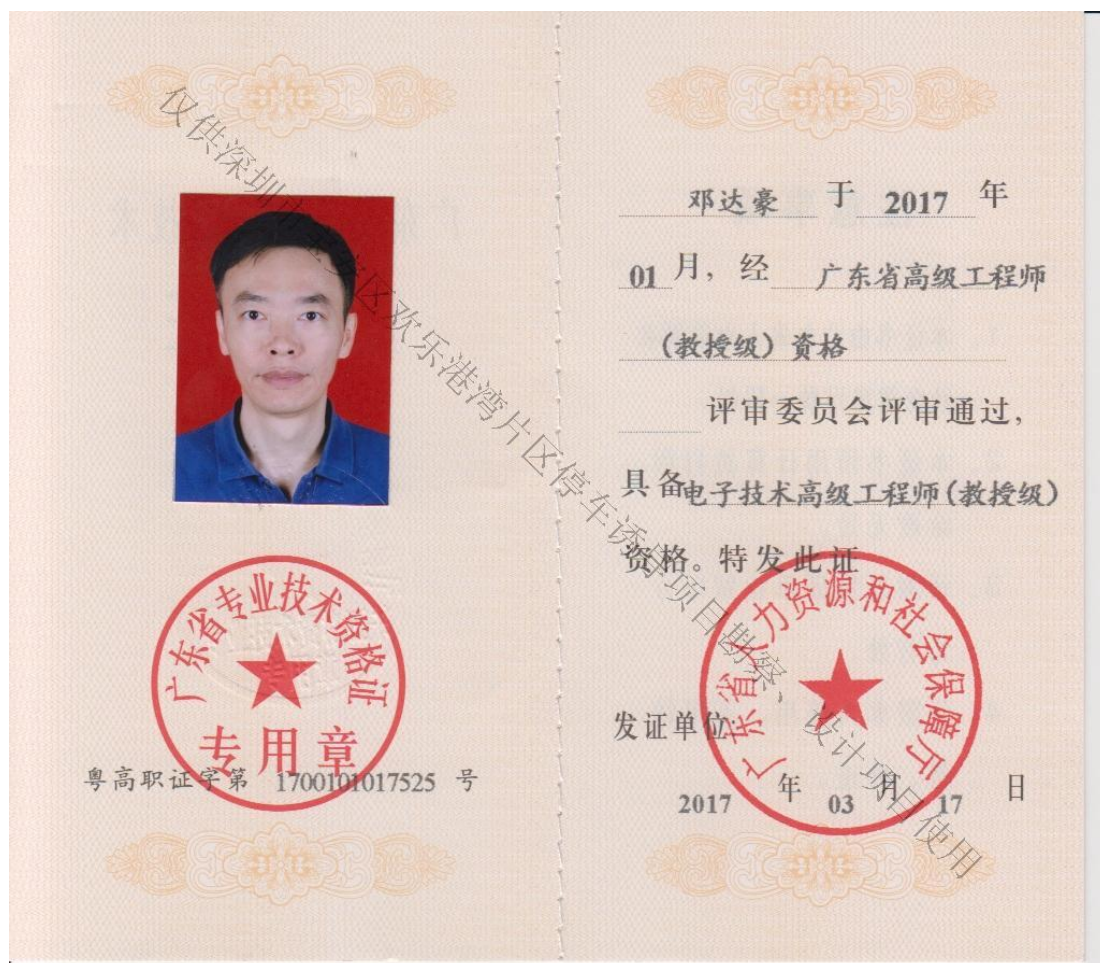 广东省专业技术资格证
专用章
粤高职证字第 1700101017525 号
邓达豪 于 2017 年
01 月，经 广东省高级工程师
（教授级）资格
评审委员会评审通过，
具备电子技术高级工程师（教授级）
资格。特发此证
广东省人力资源和社会保障厅
发证单位
2017 年 03 月 17 日
仅供深圳市宝安区欢乐港湾片区停车诱导项目勘察、设计项目使用